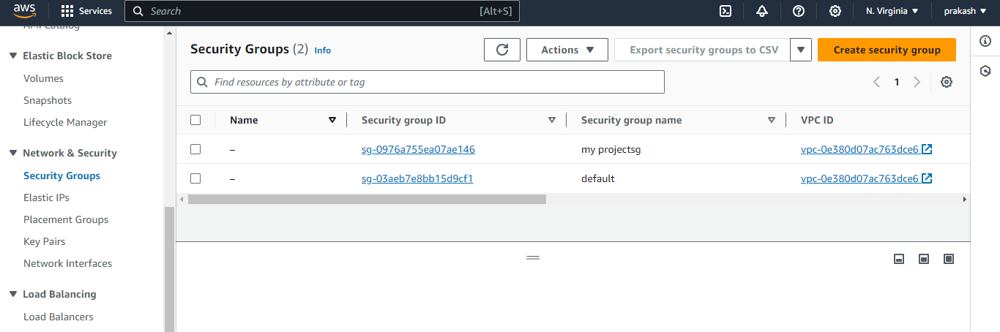 aws
Services
Search
[Alt+S]
N. Virginia
prakash
AMI Catalog
Elastic Block Store
Volumes
Snapshots
Lifecycle Manager
Network & Security
Security Groups
Elastic IPs
Placement Groups
Key Pairs
Network Interfaces
Load Balancing
Load Balancers
Security Groups (2) Info
Actions
Export security groups to CSV
Create security group
Find resources by attribute or tag
1
Name Security group ID Security group name VPC ID
– sg-0976a755ea07ae146 my projectsg vpc-0e380d07ac763dce6
– sg-03aeb7e8bb15d9cf1 default vpc-0e380d07ac763dce6